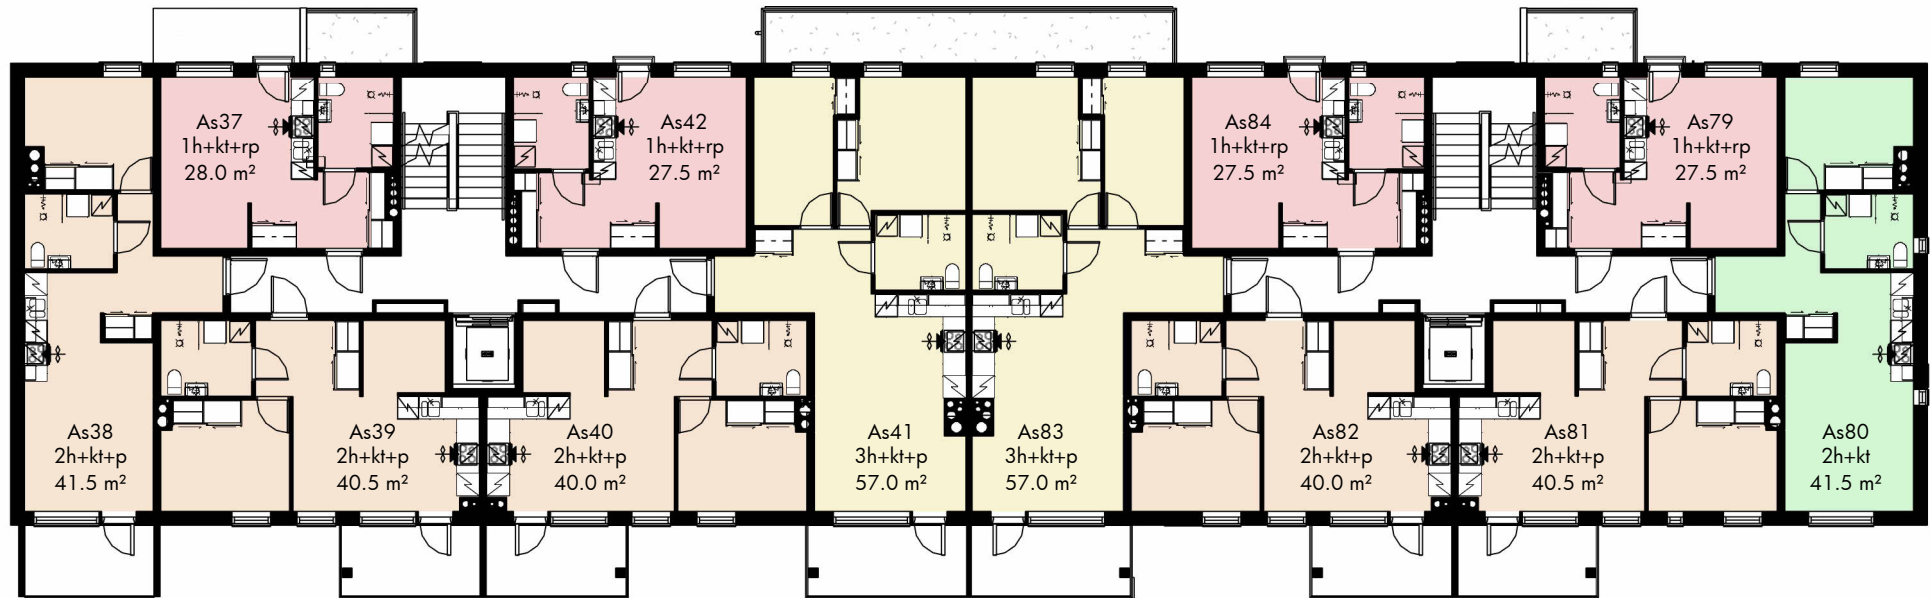 As37
1h+kt+rp
28.0 m²
As42
1h+kt+rp
27.5 m²
As84
1h+kt+rp
27.5 m²
As79
1h+kt+rp
27.5 m²
As38
2h+kt+p
41.5 m²
As39
2h+kt+p
40.5 m²
As40
2h+kt+p
40.0 m²
As41
3h+kt+p
57.0 m²
As83
3h+kt+p
57.0 m²
As82
2h+kt+p
40.0 m²
As81
2h+kt+p
40.5 m²
As80
2h+kt
41.5 m²